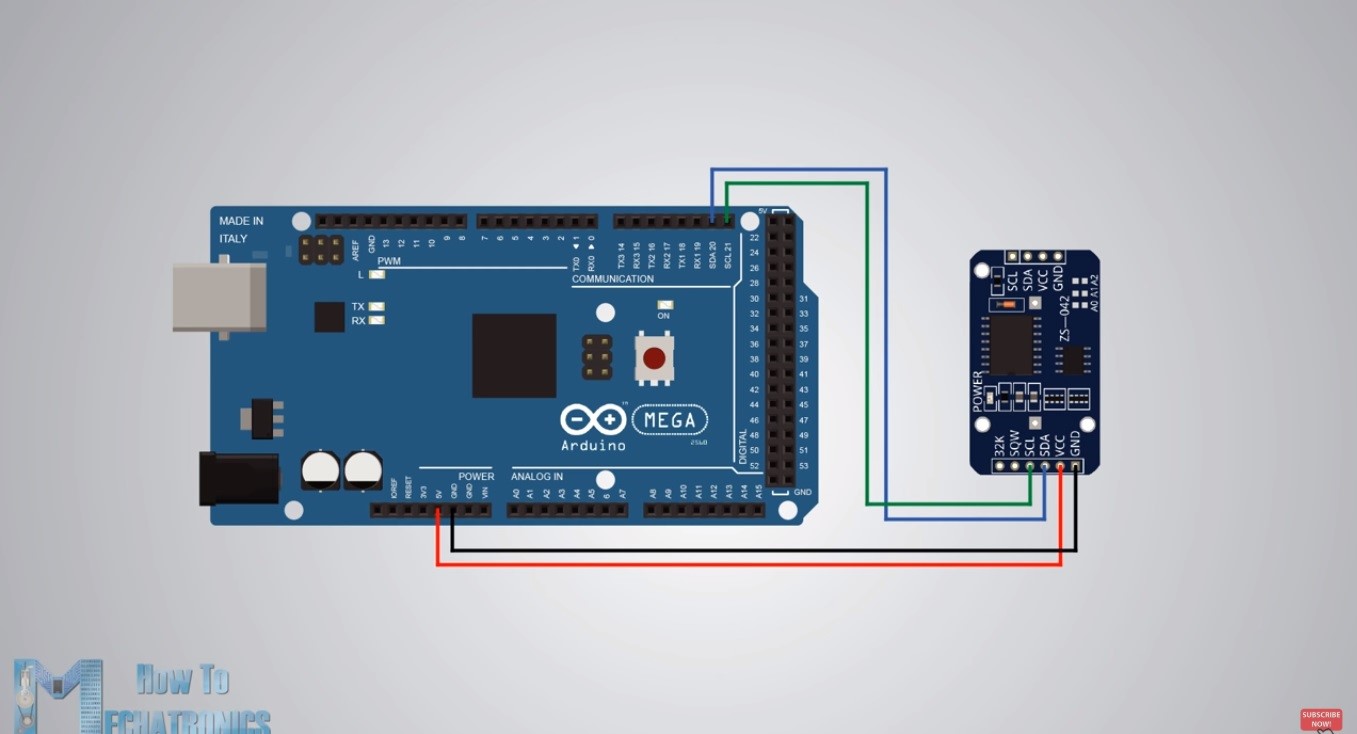 MADE IN
ITALY
AREF
GND
13
12
11
10
9
8
7
6
5
4
3
2
TX0 ◄ 1
RX0 ► 0
TX3 14
RX3 15
TX2 16
RX2 17
TX1 18
RX1 19
SDA 20
SCL 21
5V
PWM
COMMUNICATION
L
TX
RX
ON
22
24
26
28
30 31
32 33
34 35
36 37
38 39
40 41
42 43
44 45
46 47
48 49
50 51
52 53
DIGITAL
GND
Arduino
TM
MEGA
2560
POWER
ANALOG IN
IOREF
RESET
3V3
5V
GND
GND
VIN
A0
A1
A2
A3
A4
A5
6
A7
A8
A9
A10
A11
A12
A13
A14
A15
SCL
SDA
VCC
GND
A0 A1 A2
ZS-042
POWER
32K
SQW
SCL
SDA
VCC
GND
How To
MECHATRONICS
SUBSCRIBE
NOW!